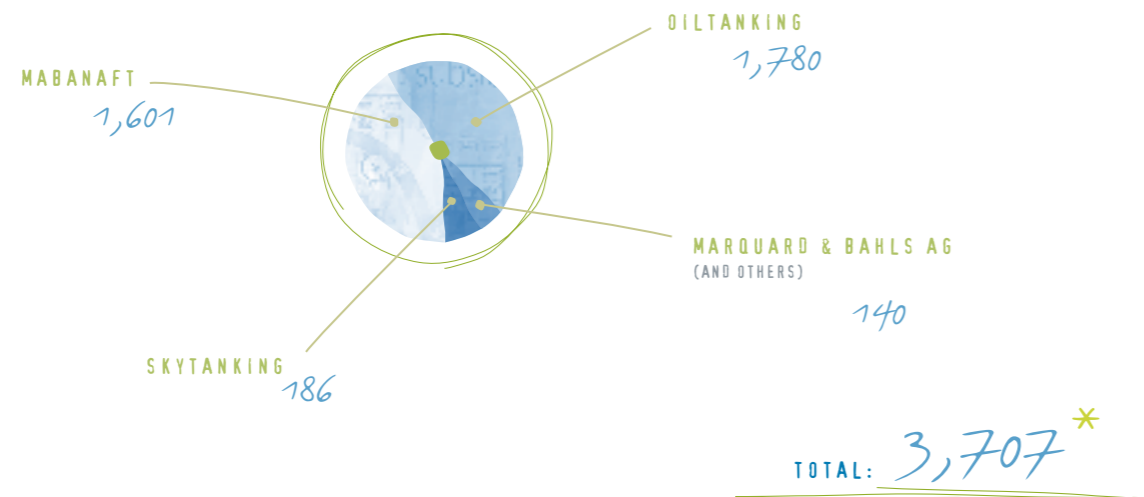 OILTANKING
1,780
MABANAFT
1,601
MARQUARD & BAHLS AG
(AND OTHERS)
140
SKYTANKING
186
TOTAL: 3,707*